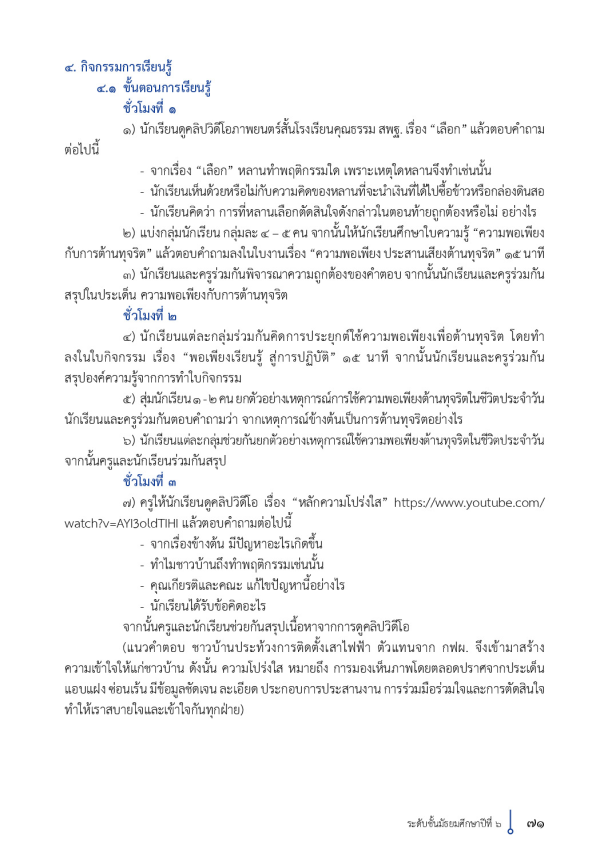 ๔. กิจกรรมการเรียนรู้
๔.๑ ขั้นตอนการเรียนรู้
ชั่วโมงที่ ๑
๑) นักเรียนดูคลิปวิดีโอภาพยนตร์สั้นโรงเรียนคุณธรรม สพฐ. เรื่อง “เลือก” แล้วตอบคำถาม
ต่อไปนี้
- จากเรื่อง “เลือก” หลานทำพฤติกรรมใด เพราะเหตุใดหลานจึงทำเช่นนั้น
- นักเรียนเห็นด้วยหรือไม่กับความคิดของหลานที่จะนำเงินที่ได้ไปซื้อข้าวหรือกล่องดินสอ
- นักเรียนคิดว่า การที่หลานเลือกตัดสินใจดังกล่าวในตอนท้ายถูกต้องหรือไม่ อย่างไร
๒) แบ่งกลุ่มนักเรียน กลุ่มละ ๔ – ๕ คน จากนั้นให้นักเรียนศึกษาใบความรู้ “ความพอเพียง
กับการต้านทุจริต” แล้วตอบคำถามลงในใบงานเรื่อง “ความพอเพียง ประสานเสียงต้านทุจริต” ๑๕ นาที
๓) นักเรียนและครูร่วมกันพิจารณาความถูกต้องของคำตอบ จากนั้นนักเรียนและครูร่วมกัน
สรุปในประเด็น ความพอเพียงกับการต้านทุจริต
ชั่วโมงที่ ๒
๔) นักเรียนแต่ละกลุ่มร่วมกันคิดการประยุกต์ใช้ความพอเพียงเพื่อต้านทุจริต โดยทำ
ลงในใบกิจกรรม เรื่อง “พอเพียงเรียนรู้ สู่การปฏิบัติ” ๑๕ นาที จากนั้นนักเรียนและครูร่วมกัน
สรุปองค์ความรู้จากการทำใบกิจกรรม
๕) สุ่มนักเรียน ๑ - ๒ คน ยกตัวอย่างเหตุการณ์การใช้ความพอเพียงต้านทุจริตในชีวิตประจำวัน
นักเรียนและครูร่วมกันตอบคำถามว่า จากเหตุการณ์ข้างต้นเป็นการต้านทุจริตอย่างไร
๖) นักเรียนแต่ละกลุ่มช่วยกันยกตัวอย่างเหตุการณ์ใช้ความพอเพียงต้านทุจริตในชีวิตประจำวัน
จากนั้นครูและนักเรียนร่วมกันสรุป
ชั่วโมงที่ ๓
๗) ครูให้นักเรียนดูคลิปวิดีโอ เรื่อง “หลักความโปร่งใส” https://www.youtube.com/
watch?v=AYI3oldTIHI แล้วตอบคำถามต่อไปนี้
- จากเรื่องข้างต้น มีปัญหาอะไรเกิดขึ้น
- ทำไมชาวบ้านถึงทำพฤติกรรมเช่นนั้น
- คุณเกียรติและคณะ แก้ไขปัญหานี้อย่างไร
- นักเรียนได้รับข้อคิดอะไร
จากนั้นครูและนักเรียนช่วยกันสรุปเนื้อหาจากการดูคลิปวิดีโอ
(แนวคำตอบ ชาวบ้านประท้วงการติดตั้งเสาไฟฟ้า ตัวแทนจาก กฟผ. จึงเข้ามาสร้าง
ความเข้าใจให้แก่ชาวบ้าน ดังนั้น ความโปร่งใส หมายถึง การมองเห็นภาพโดยตลอดปราศจากประเด็น
แอบแฝง ซ่อนเร้น มีข้อมูลชัดเจน ละเอียด ประกอบการประสานงาน การร่วมมือร่วมใจและการตัดสินใจ
ทำให้เราสบายใจและเข้าใจกันทุกฝ่าย)
ระดับชั้นมัธยมศึกษาปีที่ ๖ ๗๑